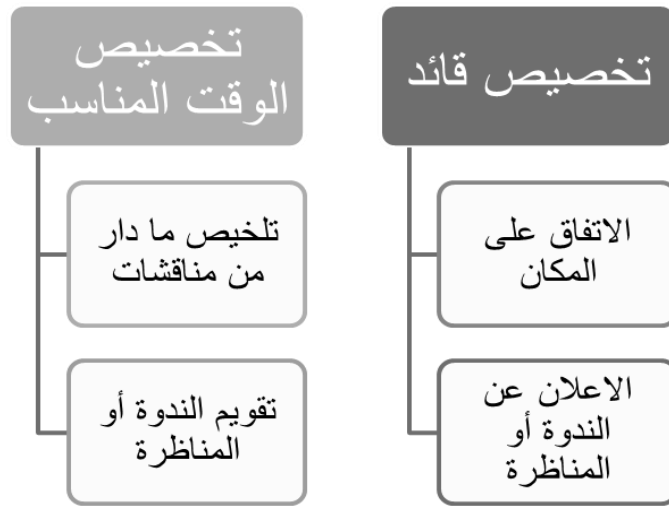 تخصيص قائد
الاتفاق على
المكان
الاعلان عن
الندوة أو
المناظرة
تخصيص
الوقت المناسب
تلخيص ما دار
من مناقشات
تقويم الندوة أو
المناظرة